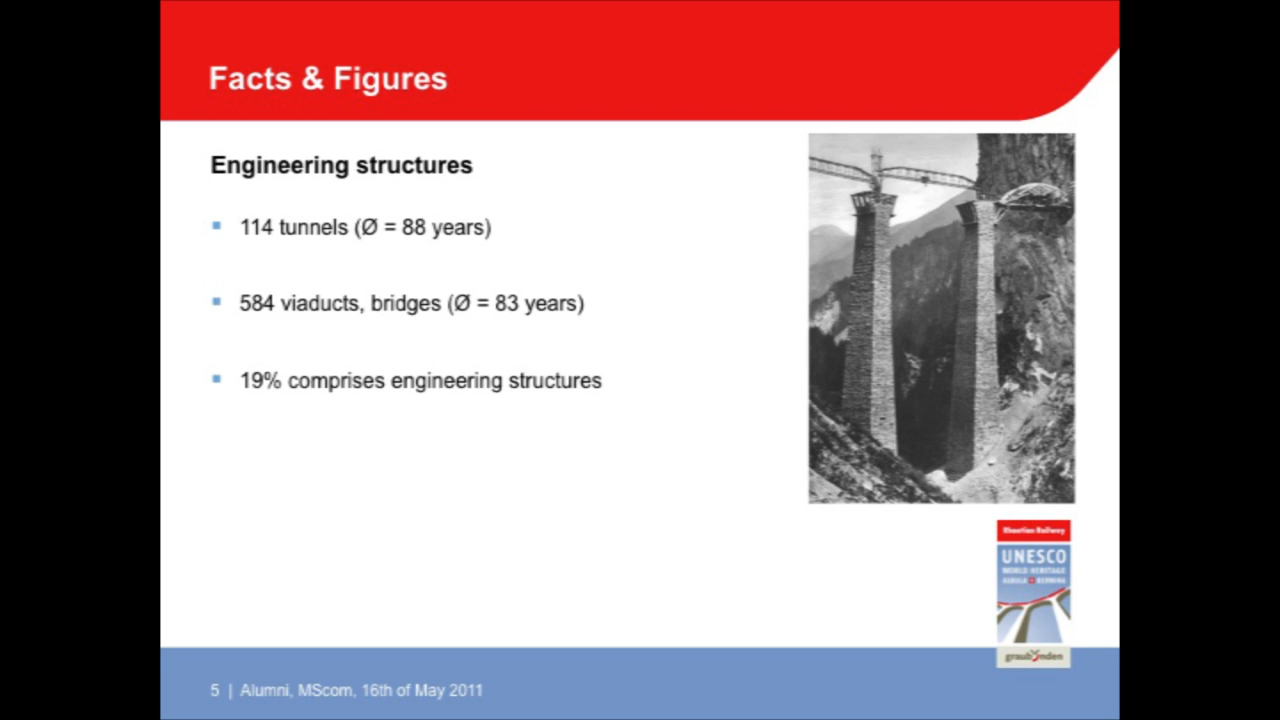 Facts & Figures
Engineering structures
114 tunnels (Ø = 88 years)
584 viaducts, bridges (Ø = 83 years)
19% comprises engineering structures
Rhaetian Railway
UNESCO
WORLD HERITAGE
ALBULA BERNINA
graubünden
5 | Alumni, MScom, 16th of May 2011